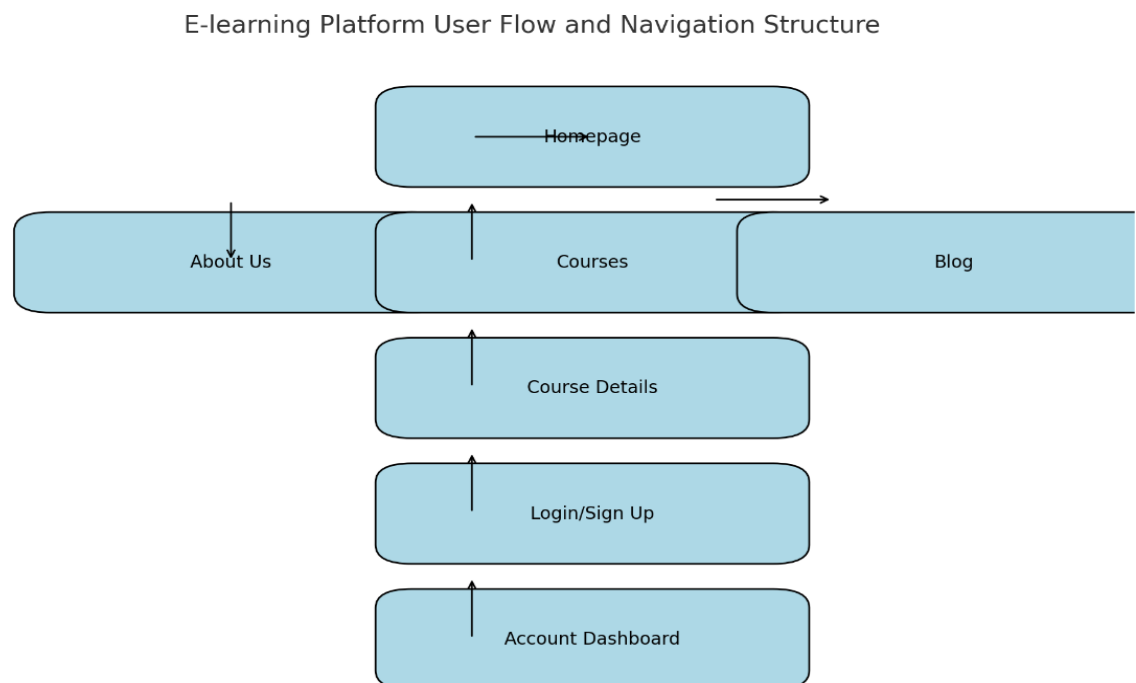 E-learning Platform User Flow and Navigation Structure
Homepage
About Us
Courses
Blog
Course Details
Login/Sign Up
Account Dashboard